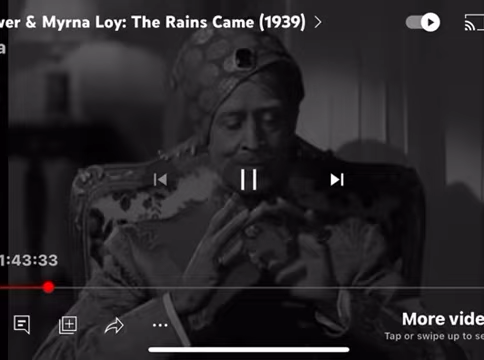 wer & Myrna Loy: The Rains Came (1939)
a
1:43:33
More vide
Tap or swipe up to se